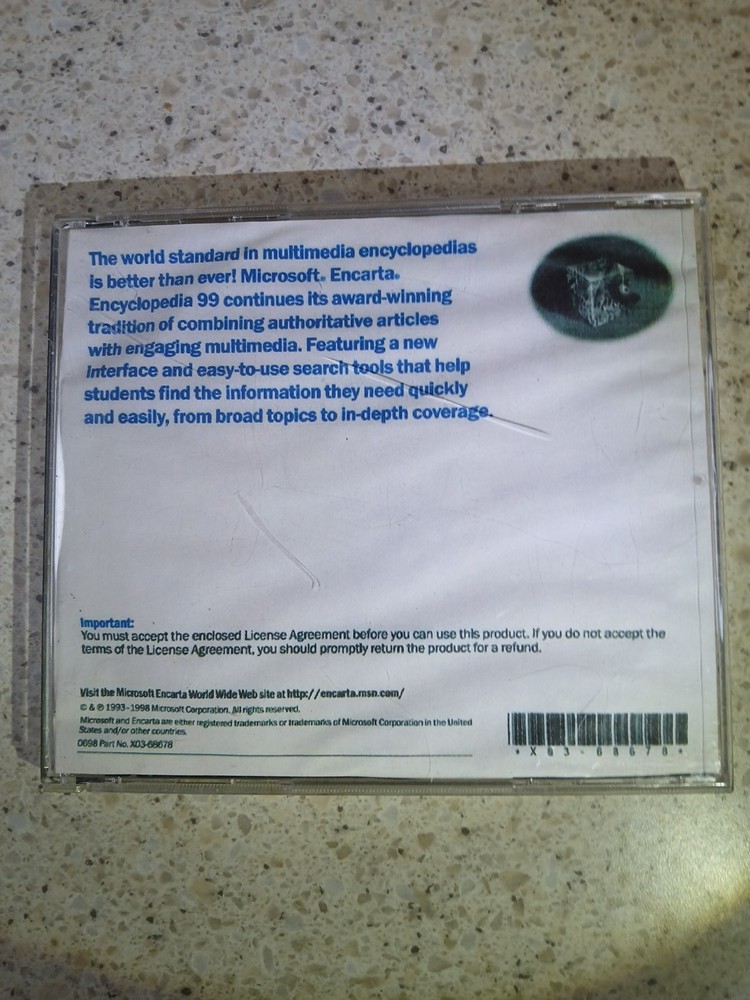 The world standard in multimedia encyclopedias
is better than ever! Microsoft® Encarta®
Encyclopedia 99 continues its award-winning
tradition of combining authoritative articles
with engaging multimedia. Featuring a new
interface and easy-to-use search tools that help
students find the information they need quickly
and easily, from broad topics to in-depth coverage.
Important:
You must accept the enclosed License Agreement before you can use this product. If you do not accept the
terms of the License Agreement, you should promptly return the product for a refund.
Visit the Microsoft Encarta World Wide Web site at http://encarta.msn.com/
© & ℗ 1993-1998 Microsoft Corporation. All rights reserved.
Microsoft and Encarta are either registered trademarks or trademarks of Microsoft Corporation in the United
States and/or other countries.
0698 Part No. X03-68678
*X03-68678*